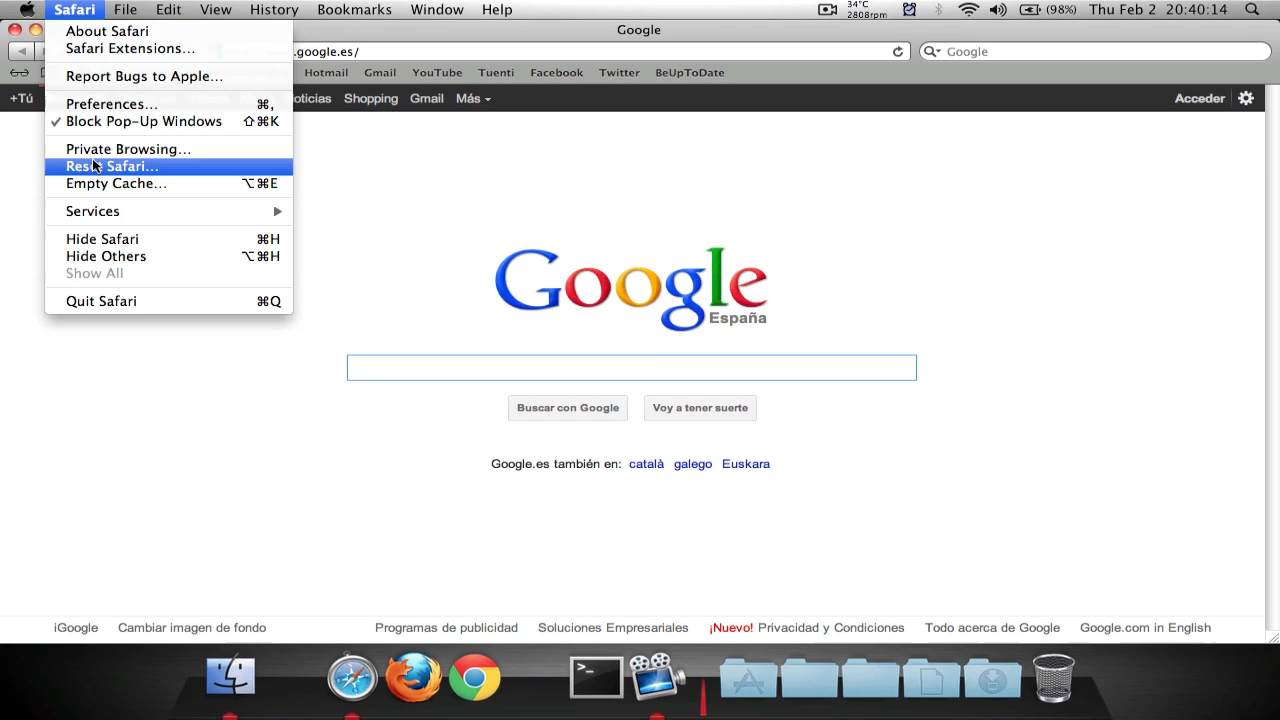 Safari File Edit View History Bookmarks Window Help 34°C 2808rpm (98%) Thu Feb 2 20:40:14
About Safari
Safari Extensions...
Report Bugs to Apple...
Preferences... ⌘,
✓ Block Pop-Up Windows ⇧⌘K
Private Browsing...
Reset Safari...
Empty Cache... ⌥⌘E
Services
Hide Safari ⌘H
Hide Others ⌥⌘H
Show All
Quit Safari ⌘Q
Google
.google.es/ Google
Hotmail Gmail YouTube Tuenti Facebook Twitter BeUpToDate
+Tú oticias Shopping Gmail Más Acceder
Google
España
Buscar con Google Voy a tener suerte
Google.es también en: català galego Euskara
iGoogle Cambiar imagen de fondo Programas de publicidad Soluciones Empresariales ¡Nuevo! Privacidad y Condiciones Todo acerca de Google Google.com in English
>_